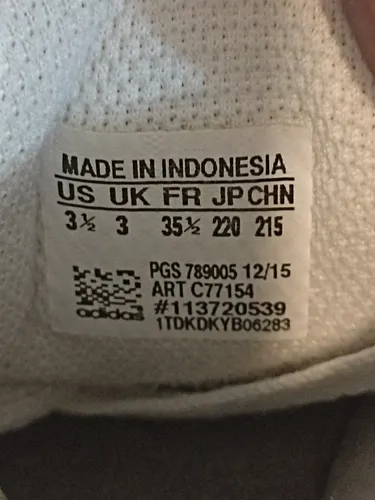 MADE IN INDONESIA
US UK FR JP CHN
3½ 3 35½ 220 215
PGS 789005 12/15
ART C77154
#113720539
adidas
1TDKDKYB06283